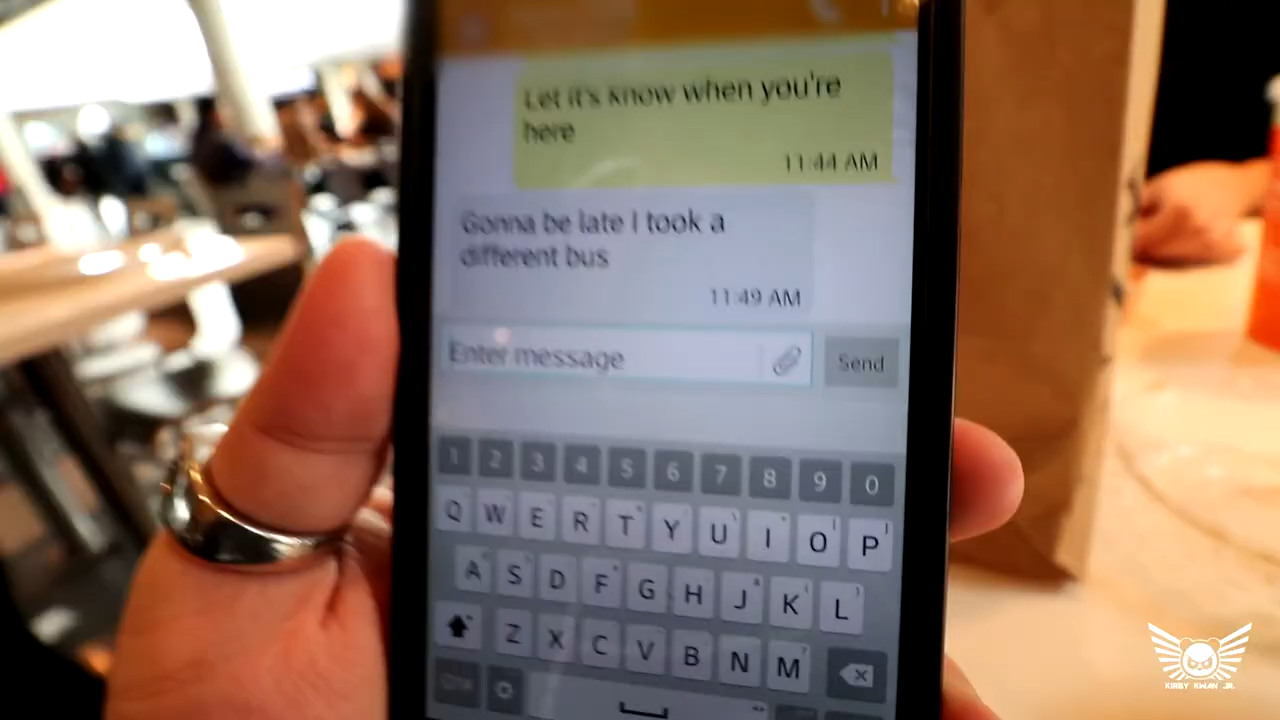 Let it's know when you're
here
11:44 AM
Gonna be late I took a
different bus
11:49 AM
Enter message
Send
1 2 3 4 5 6 7 8 9 0
Q W E R T Y U I O P
A S D F G H J K L
Z X C V B N M
KIRBY KWAN JR.